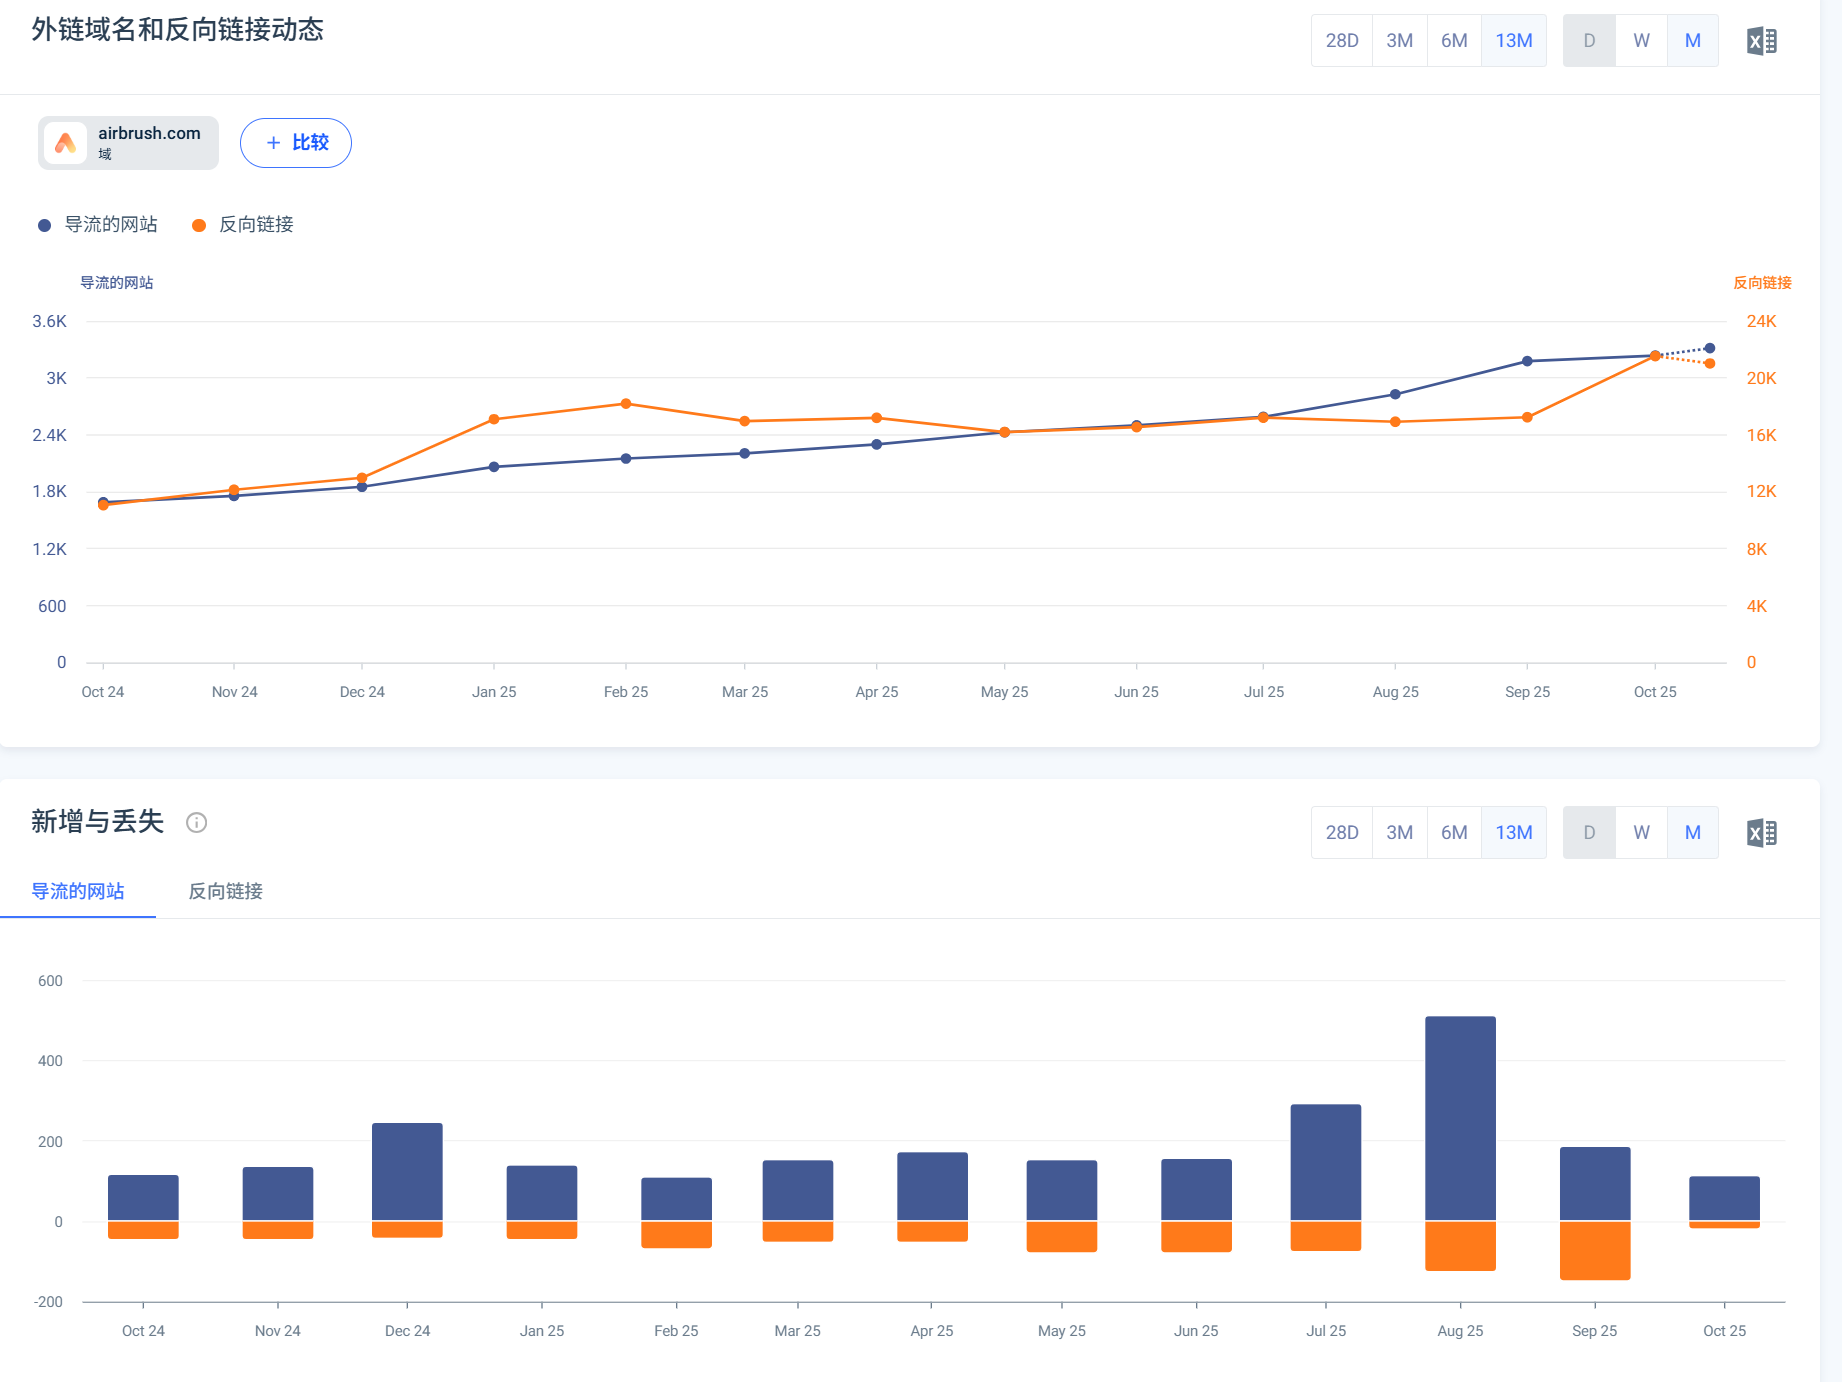 外链域名和反向链接动态
28D 3M 6M 13M D W M
airbrush.com
域
+ 比较
导流的网站 反向链接
导流的网站 反向链接
3.6K 24K
3K 20K
2.4K 16K
1.8K 12K
1.2K 8K
600 4K
0 0
Oct 24 Nov 24 Dec 24 Jan 25 Feb 25 Mar 25 Apr 25 May 25 Jun 25 Jul 25 Aug 25 Sep 25 Oct 25
新增与丢失
28D 3M 6M 13M D W M
导流的网站 反向链接
600
400
200
0
-200
Oct 24 Nov 24 Dec 24 Jan 25 Feb 25 Mar 25 Apr 25 May 25 Jun 25 Jul 25 Aug 25 Sep 25 Oct 25